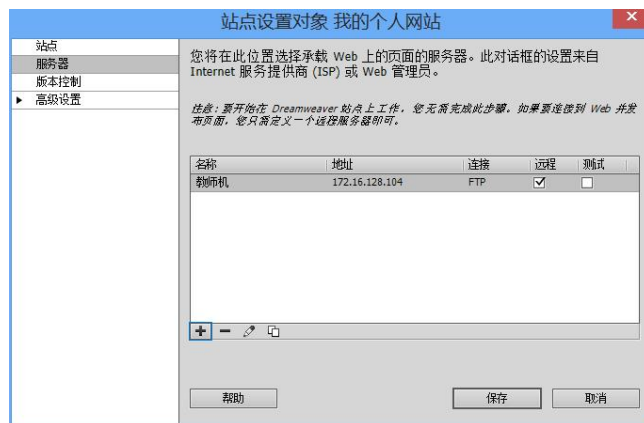 站点设置对象 我的个人网站
站点
服务器
版本控制
高级设置
您将在此位置选择承载 Web 上的页面的服务器。此对话框的设置来自
Internet 服务提供商 (ISP) 或 Web 管理员。
注意：要开始在 Dreamweaver 站点上工作，您无需完成此步骤。如果要连接到 Web 并发
布页面，您只需定义一个远程服务器即可。
名称 地址 连接 远程 测试
教师机 172.16.128.104 FTP
帮助 保存 取消